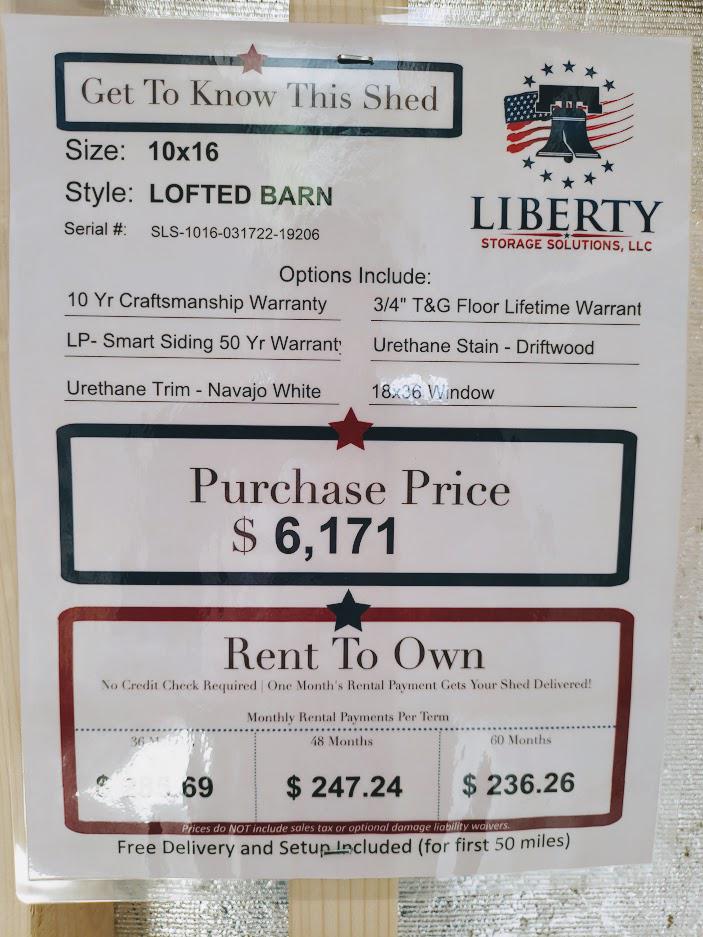 Get To Know This Shed
Size: 10x16
Style: LOFTED BARN
Serial #: SLS-1016-031722-19206
LIBERTY
STORAGE SOLUTIONS, LLC
Options Include:
10 Yr Craftsmanship Warranty
3/4" T&G Floor Lifetime Warrant
LP- Smart Siding 50 Yr Warranty
Urethane Stain - Driftwood
Urethane Trim - Navajo White
18x36 Window
Purchase Price
$ 6,171
Rent To Own
No Credit Check Required | One Month's Rental Payment Gets Your Shed Delivered!
Monthly Rental Payments Per Term
36 48 Months 60 Months
$ $ 247.24 $ 236.26
Prices do NOT include sales tax or optional damage liability waivers.
Free Delivery and Setup Included (for first 50 miles)